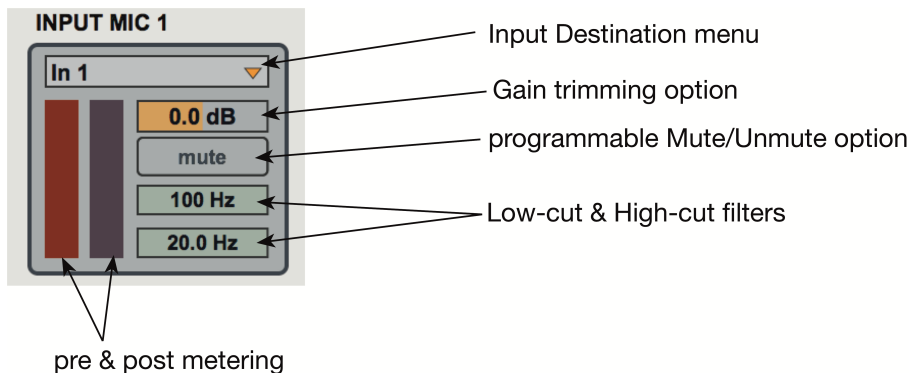 INPUT MIC 1
In 1
0.0 dB
mute
100 Hz
20.0 Hz
Input Destination menu
Gain trimming option
programmable Mute/Unmute option
Low-cut & High-cut filters
pre & post metering